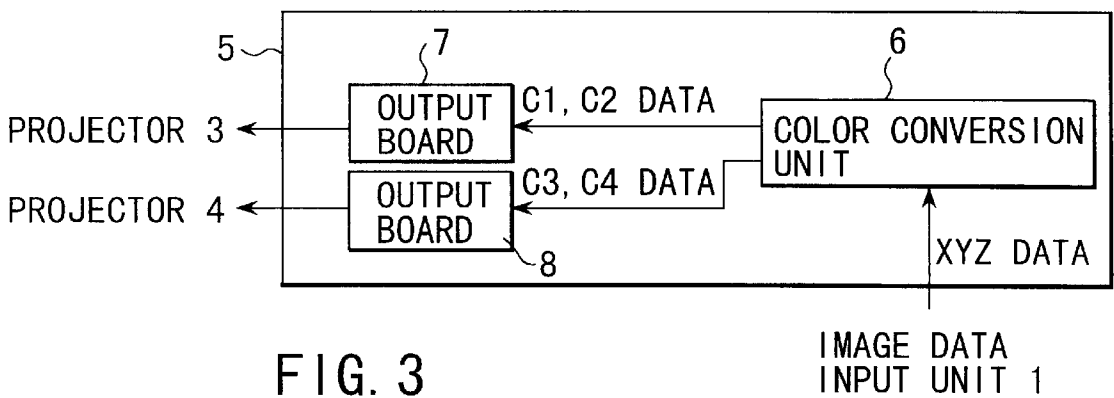 5
7
6
OUTPUT
BOARD
C1, C2 DATA
COLOR CONVERSION
UNIT
PROJECTOR 3
OUTPUT
BOARD
C3, C4 DATA
PROJECTOR 4
8
XYZ DATA
IMAGE DATA
INPUT UNIT 1
FIG. 3